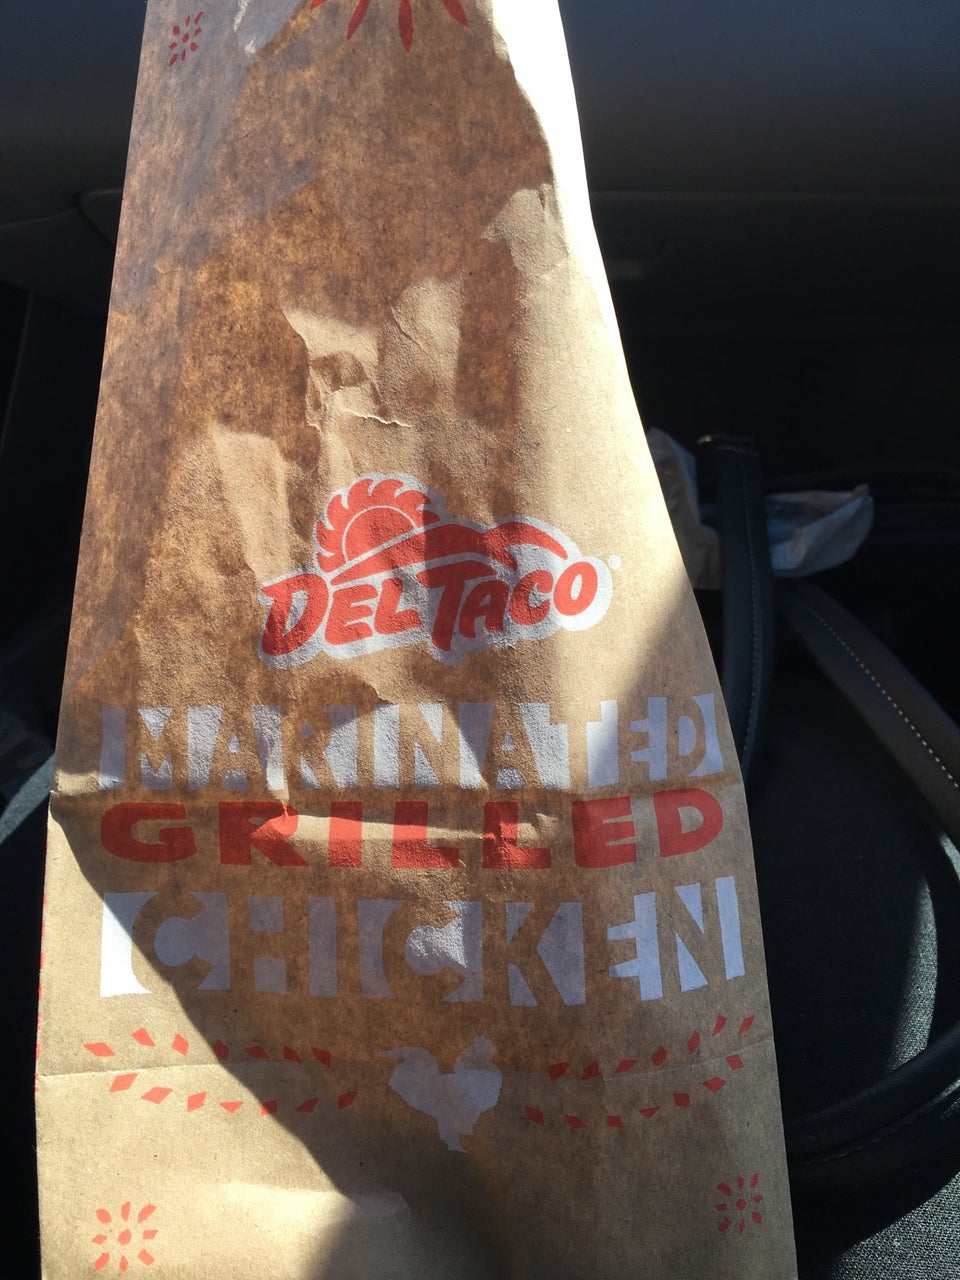 DEL TACO®
MARINATED
GRILLED
CHICKEN